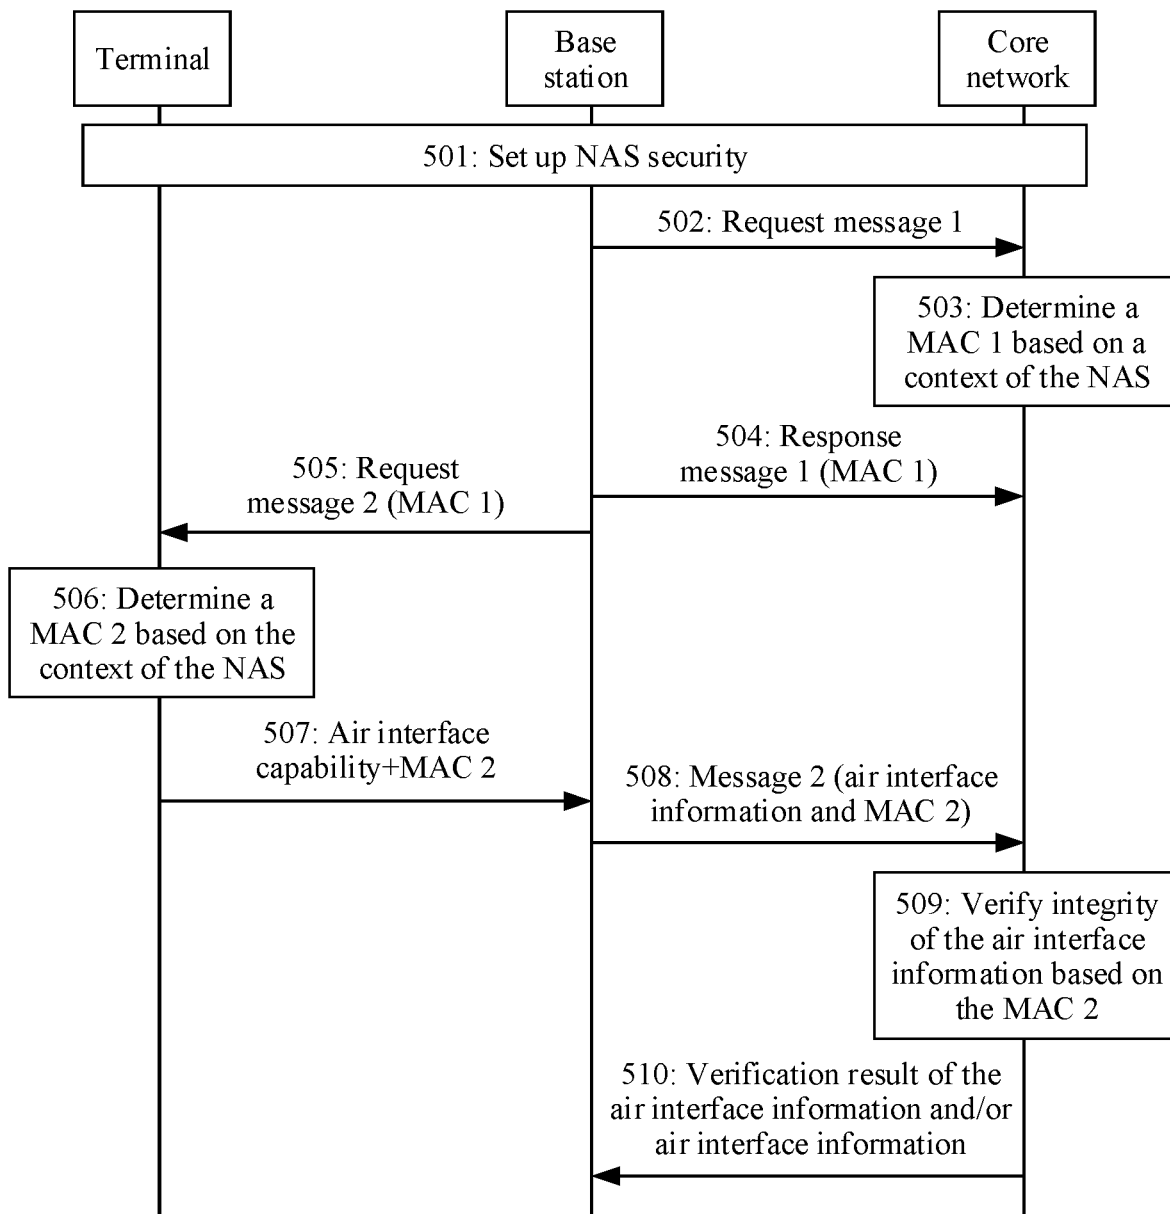 Terminal
Base
station
Core
network
501: Set up NAS security
502: Request message 1
503: Determine a
MAC 1 based on a
context of the NAS
504: Response
message 1 (MAC 1)
505: Request
message 2 (MAC 1)
506: Determine a
MAC 2 based on the
context of the NAS
507: Air interface
capability+MAC 2
508: Message 2 (air interface
information and MAC 2)
509: Verify integrity
of the air interface
information based on
the MAC 2
510: Verification result of the
air interface information and/or
air interface information